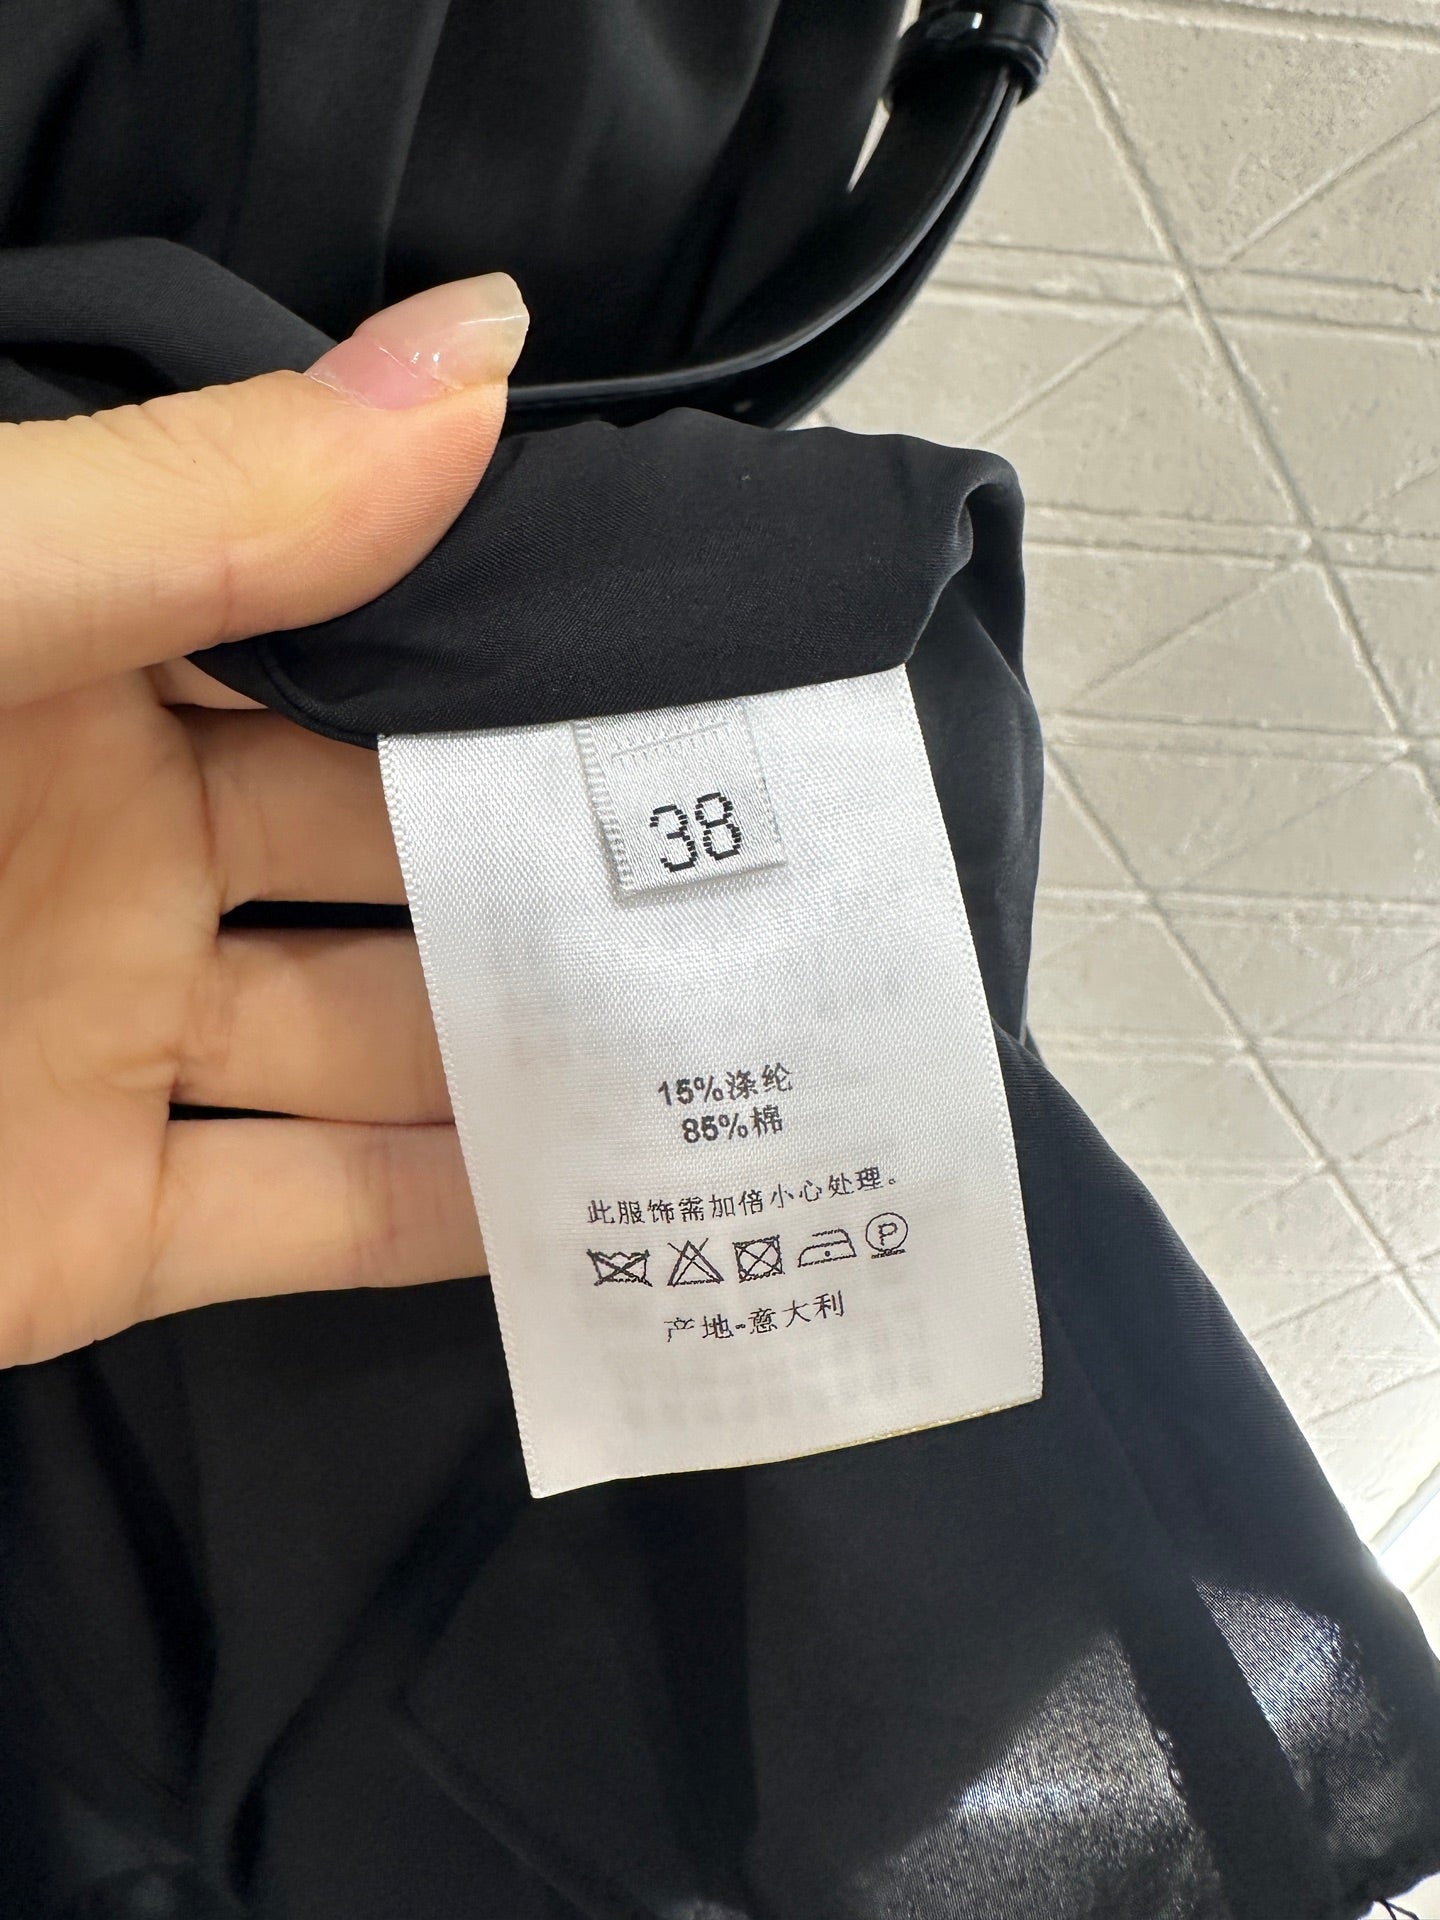 38
15%涤纶
85%棉
此服饰需加倍小心处理。
P
产地-意大利